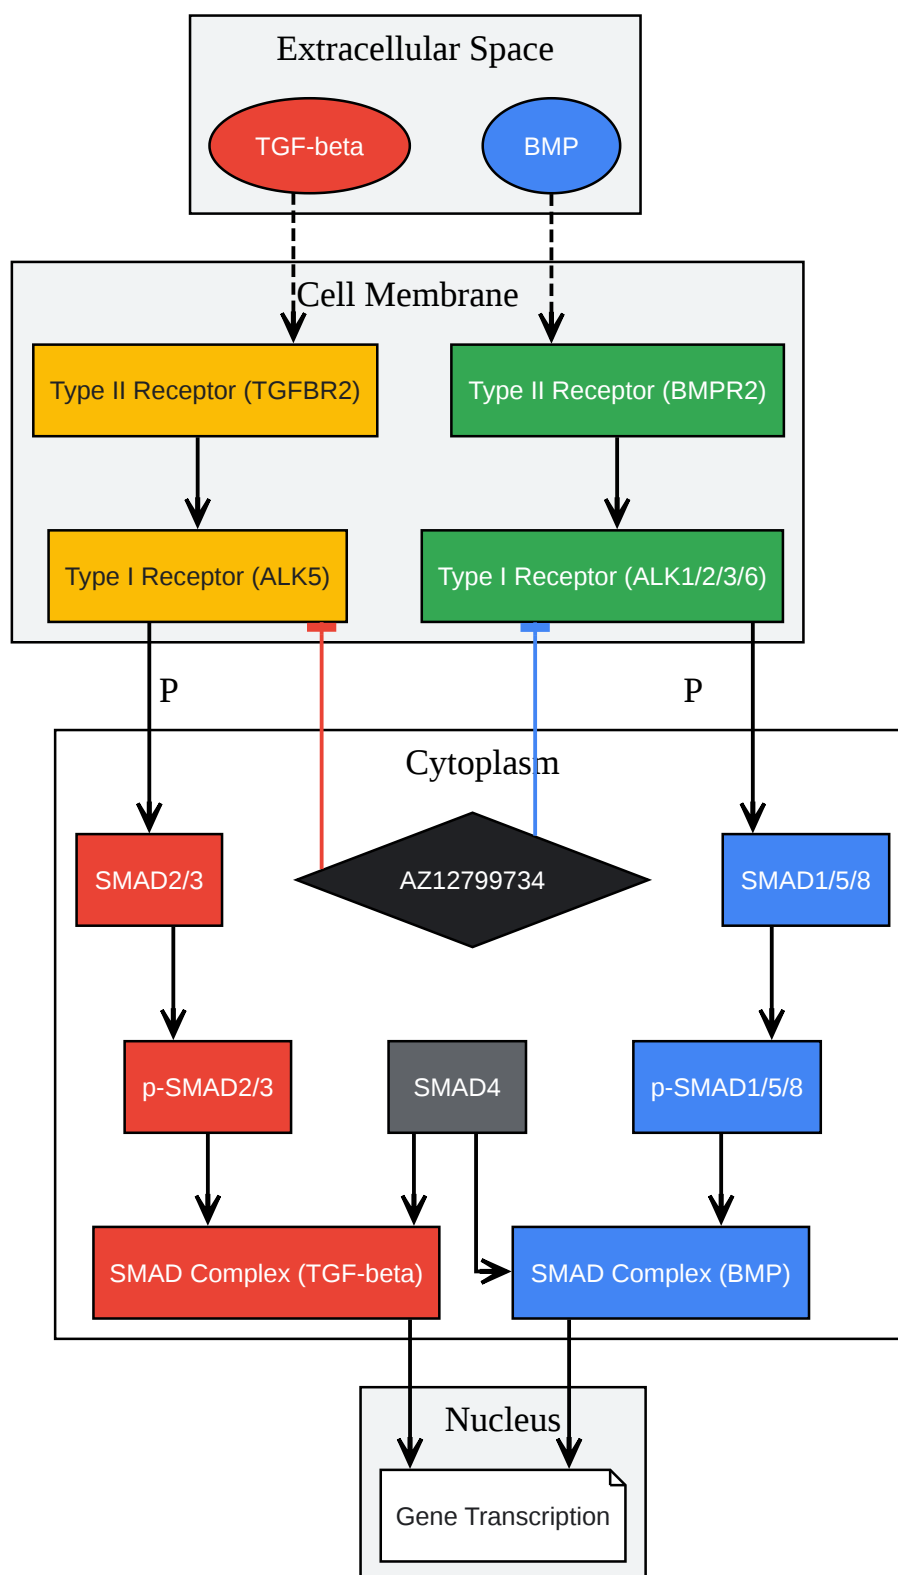 Extracellular Space
TGF-beta
BMP
Cell Membrane
Type II Receptor (TGFBR2)
Type II Receptor (BMPR2)
Type I Receptor (ALK5)
Type I Receptor (ALK1/2/3/6)
P
P
Cytoplasm
SMAD2/3
AZ12799734
SMAD1/5/8
p-SMAD2/3
SMAD4
p-SMAD1/5/8
SMAD Complex (TGF-beta)
SMAD Complex (BMP)
Nucleus
Gene Transcription